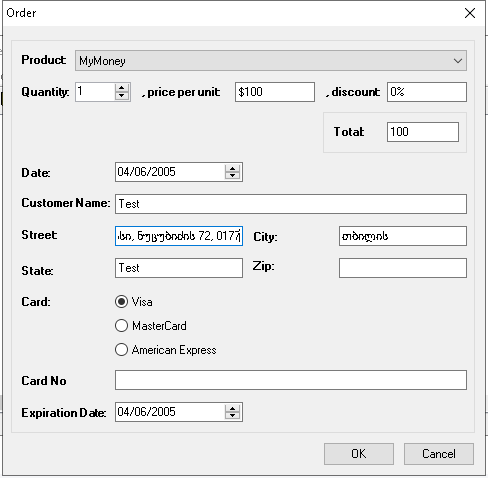 Order
Product: MyMoney
Quantity: 1 , price per unit: $100 , discount: 0%
Total: 100
Date: 04/06/2005
Customer Name: Test
Street: ნუცუბიძის 72, 0177 City: თბილის
State: Test Zip:
Card: Visa
MasterCard
American Express
Card No
Expiration Date: 04/06/2005
OK Cancel